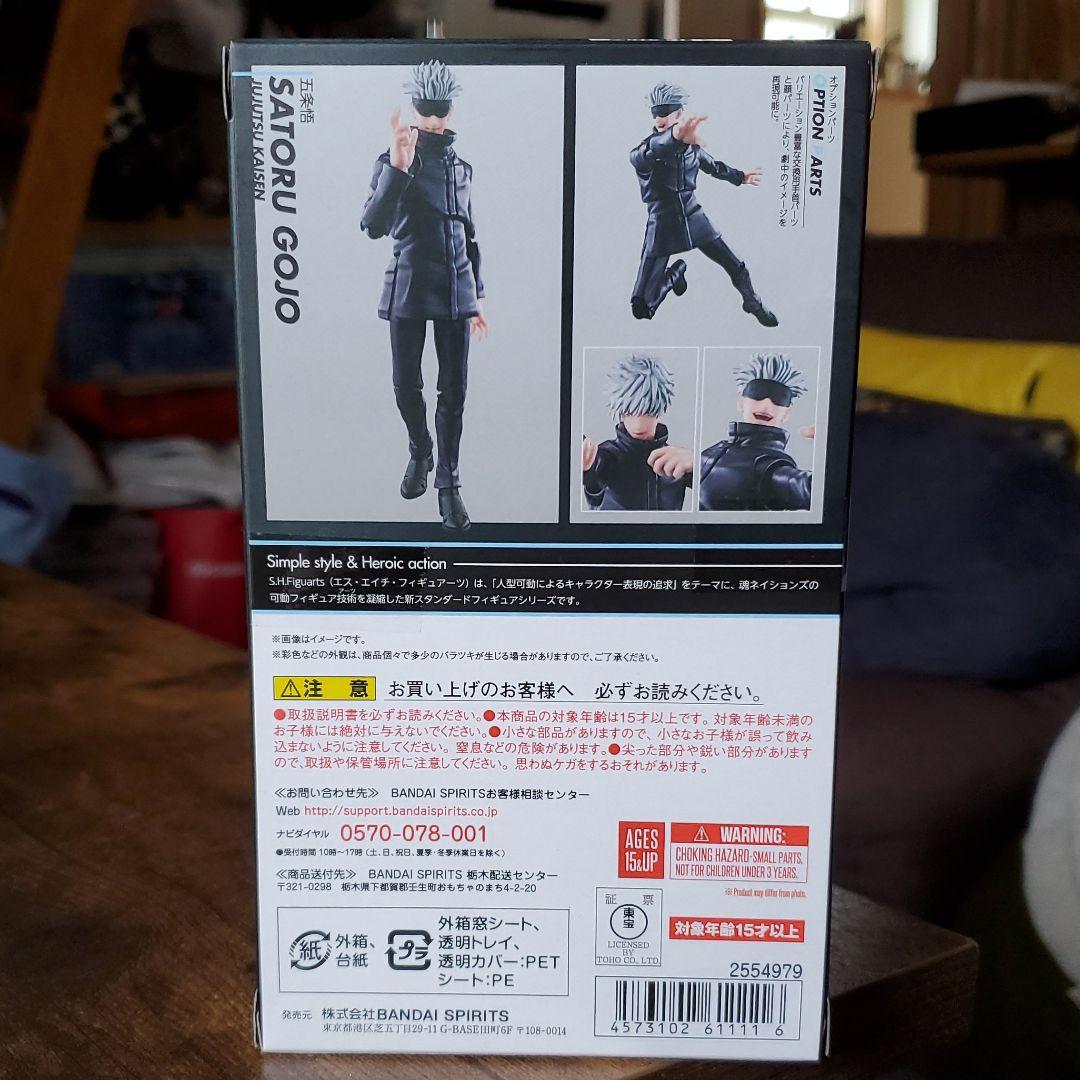 五条悟
SATORU GOJO
JUJUTSU KAISEN
オプションパーツ
OPTION PARTS
バリエーション豊富な交換用手首パーツ
と顔パーツにより、劇中のイメージを
再現可能に。
Simple style & Heroic action
S.H.Figuarts（エス・エイチ・フィギュアーツ）は、「人型可動によるキャラクター表現の追求」をテーマに、魂ネイションズの
アーツ
可動フィギュア技術を凝縮した新スタンダードフィギュアシリーズです。
※画像はイメージです。
※彩色などの外観は、商品個々で多少のバラツキが生じる場合がありますので、ご了承ください。
⚠注　意 お買い上げのお客様へ　必ずお読みください。
●取扱説明書を必ずお読みください。●本商品の対象年齢は15才以上です。対象年齢未満の
お子様には絶対に与えないでください。●小さな部品がありますので、小さなお子様が誤って飲み
込まないように注意してください。窒息などの危険があります。●尖った部分や鋭い部分があります
ので、取扱や保管場所に注意してください。思わぬケガをするおそれがあります。
≪お問い合わせ先≫　BANDAI SPIRITSお客様相談センター
Web http://support.bandaispirits.co.jp
ナビダイヤル 0570-078-001
●受付時間 10時〜17時（土、日、祝日、夏季・冬季休業日を除く）
≪商品送付先≫　BANDAI SPIRITS 栃木配送センター
〒321-0298　栃木県下都賀郡壬生町おもちゃのまち4-2-20
AGES
15&UP
⚠ WARNING:
CHOKING HAZARD-SMALL PARTS.
NOT FOR CHILDREN UNDER 3 YEARS.
※ Product may differ from photo.
証　票
東宝
LICENSED
BY
TOHO CO., LTD.
対象年齢15才以上
紙
外箱、
台紙
プラ
外箱窓シート、
透明トレイ、
透明カバー：PET
シート：PE
2554979
4573102 61111 6
発売元　株式会社BANDAI SPIRITS
東京都港区芝五丁目29-11 G-BASE田町6F 〒108-0014